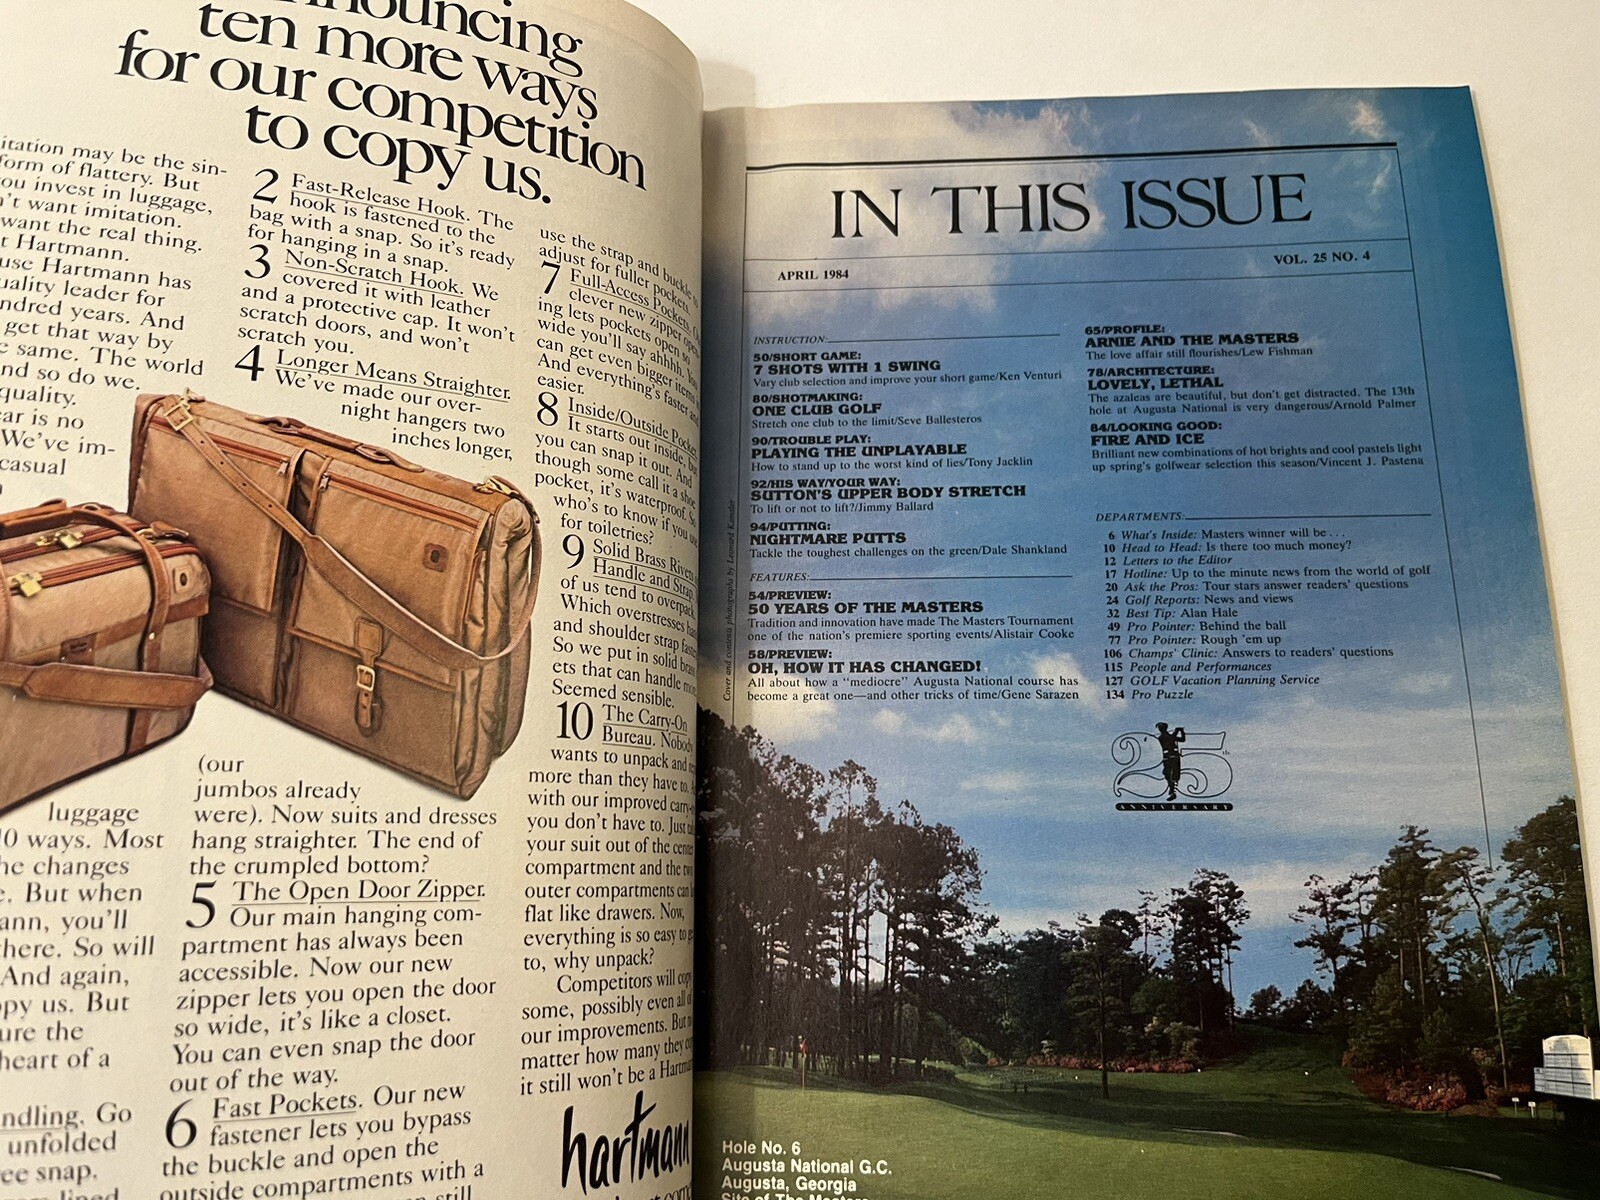 nnouncing
ten more ways
for our competition
to copy us.
itation may be the sin-
form of flattery. But
ou invest in luggage,
n't want imitation.
want the real thing.
t Hartmann.
use Hartmann has
uality leader for
ndred years. And
get that way by
e same. The world
nd so do we.
quality.
ear is no
We've im-
casual
luggage
0 ways. Most
he changes
e. But when
ann, you'll
here. So will
And again,
opy us. But
ure the
heart of a
ndling. Go
unfolded
ree snap.
2 Fast-Release Hook. The
hook is fastened to the
bag with a snap. So it's ready
for hanging in a snap.
3 Non-Scratch Hook. We
covered it with leather
and a protective cap. It won't
scratch doors, and won't
scratch you.
4 Longer Means Straighter.
We've made our over-
night hangers two
inches longer,
(our
jumbos already
were). Now suits and dresses
hang straighter. The end of
the crumpled bottom?
5 The Open Door Zipper.
Our main hanging com-
partment has always been
accessible. Now our new
zipper lets you open the door
so wide, it's like a closet.
You can even snap the door
out of the way.
6 Fast Pockets. Our new
fastener lets you bypass
the buckle and open the
outside compartments with a
still
use the strap and buckle to
adjust for fuller pockets.
7 Full-Access Pockets.
clever new zipper open-
ing lets pockets open so
wide you'll say ahhhh. You
can get even bigger items
And everything's faster and
easier.
8 Inside/Outside Pocket.
It starts out inside, but
you can snap it out. And
though some call it a shoe
pocket, it's waterproof. So
who's to know if you use
for toiletries?
9 Solid Brass Rivets
Handle and Strap.
of us tend to overpack.
Which overstresses
and shoulder strap
So we put in solid brass
ets that can handle more
Seemed sensible.
10 The Carry-On
Bureau. Nobody
wants to unpack and
more than they have to.
with our improved carry-
you don't have to. Just
your suit out of the center
compartment and the two
outer compartments can
flat like drawers. Now,
everything is so easy to
to, why unpack?
Competitors will copy
some, possibly even all of
our improvements. But no
matter how many they
it still won't be a Hartmann
hartmann
IN THIS ISSUE
APRIL 1984
VOL. 25 NO. 4
INSTRUCTION:
50/SHORT GAME:
7 SHOTS WITH 1 SWING
Vary club selection and improve your short game/Ken Venturi
80/SHOTMAKING:
ONE CLUB GOLF
Stretch one club to the limit/Seve Ballesteros
90/TROUBLE PLAY:
PLAYING THE UNPLAYABLE
How to stand up to the worst kind of lies/Tony Jacklin
92/HIS WAY/YOUR WAY:
SUTTON'S UPPER BODY STRETCH
To lift or not to lift?/Jimmy Ballard
94/PUTTING:
NIGHTMARE PUTTS
Tackle the toughest challenges on the green/Dale Shankland
FEATURES:
54/PREVIEW:
50 YEARS OF THE MASTERS
Tradition and innovation have made The Masters Tournament
one of the nation's premiere sporting events/Alistair Cooke
58/PREVIEW:
OH, HOW IT HAS CHANGED!
All about how a "mediocre" Augusta National course has
become a great one—and other tricks of time/Gene Sarazen
65/PROFILE:
ARNIE AND THE MASTERS
The love affair still flourishes/Lew Fishman
78/ARCHITECTURE:
LOVELY, LETHAL
The azaleas are beautiful, but don't get distracted. The 13th
hole at Augusta National is very dangerous/Arnold Palmer
84/LOOKING GOOD:
FIRE AND ICE
Brilliant new combinations of hot brights and cool pastels light
up spring's golfwear selection this season/Vincent J. Pastena
DEPARTMENTS:
6 What's Inside: Masters winner will be . . .
10 Head to Head: Is there too much money?
12 Letters to the Editor
17 Hotline: Up to the minute news from the world of golf
20 Ask the Pros: Tour stars answer readers' questions
24 Golf Reports: News and views
32 Best Tip: Alan Hale
49 Pro Pointer: Behind the ball
77 Pro Pointer: Rough 'em up
106 Champs' Clinic: Answers to readers' questions
115 People and Performances
127 GOLF Vacation Planning Service
134 Pro Puzzle
25th
ANNIVERSARY
Cover and contents photographs by Leonard Kamsler
Hole No. 6
Augusta National G.C.
Augusta, Georgia
Site of The Masters